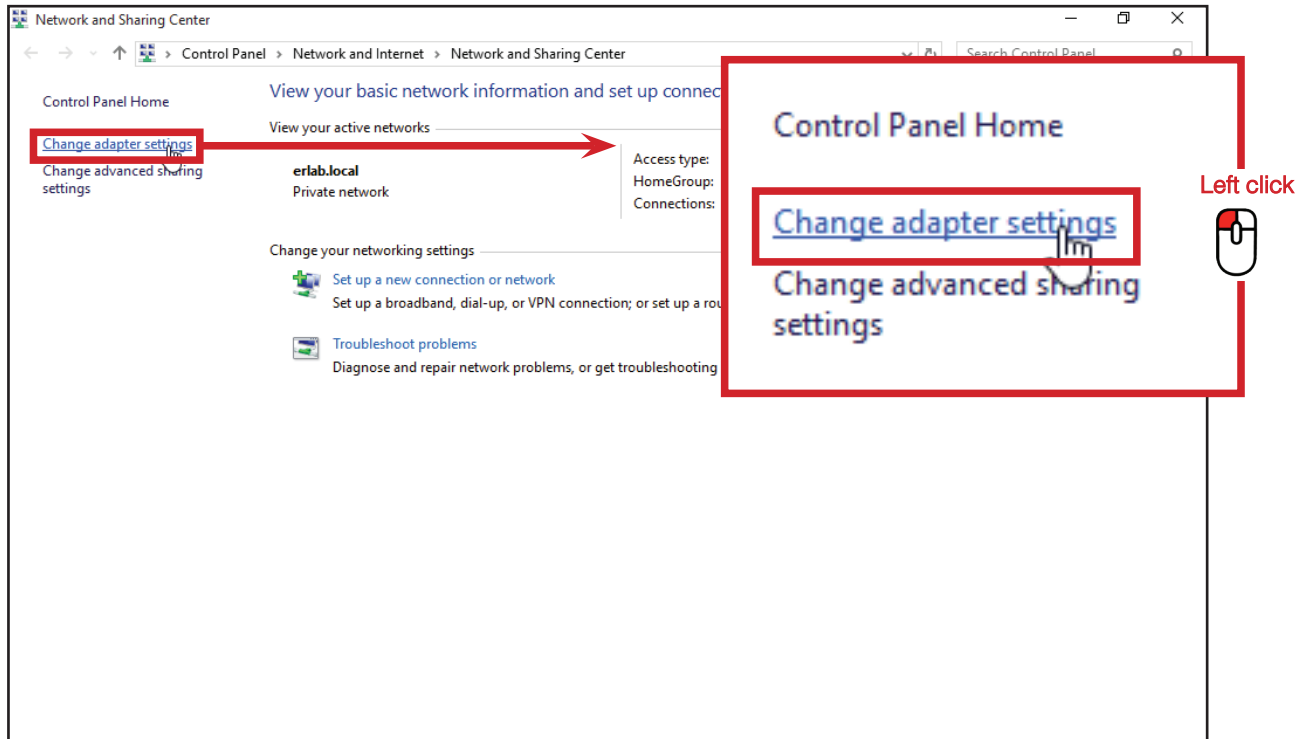 Network and Sharing Center
Control Panel > Network and Internet > Network and Sharing Center
Search Control Panel
Control Panel Home
Change adapter settings
Change advanced sharing
settings
View your basic network information and set up connec
View your active networks
erlab.local
Private network
Access type:
HomeGroup:
Connections:
Change your networking settings
Set up a new connection or network
Set up a broadband, dial-up, or VPN connection; or set up a rou
Troubleshoot problems
Diagnose and repair network problems, or get troubleshooting
Control Panel Home
Change adapter settings
Change advanced sharing
settings
Left click